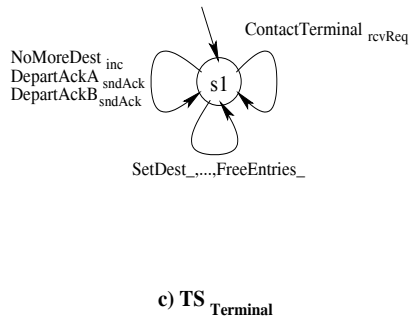 ContactTerminal rcvReq
NoMoreDest inc
DepartAckA sndAck
DepartAckB sndAck
s1
SetDest_,...,FreeEntries_
c) TS Terminal